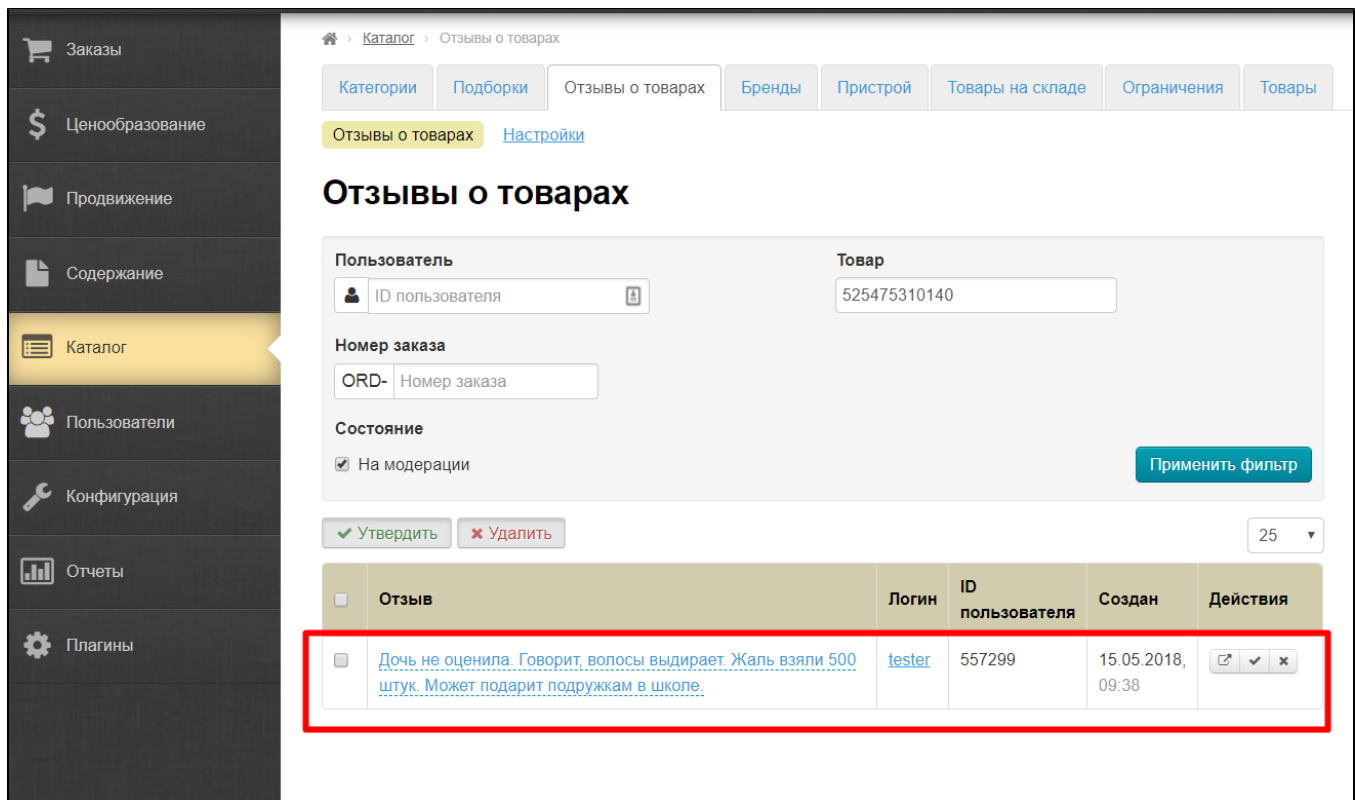 Заказы
Ценообразование
Продвижение
Содержание
Каталог
Пользователи
Конфигурация
Отчеты
Плагины
Каталог › Отзывы о товарах
Категории Подборки Отзывы о товарах Бренды Пристрой Товары на складе Ограничения Товары
Отзывы о товарах Настройки
Отзывы о товарах
Пользователь Товар
ID пользователя 525475310140
Номер заказа
ORD- Номер заказа
Состояние
На модерации Применить фильтр
Утвердить Удалить 25
Отзыв Логин ID пользователя Создан Действия
Дочь не оценила. Говорит, волосы выдирает. Жаль взяли 500 tester 557299 15.05.2018,
штук. Может подарит подружкам в школе. 09:38